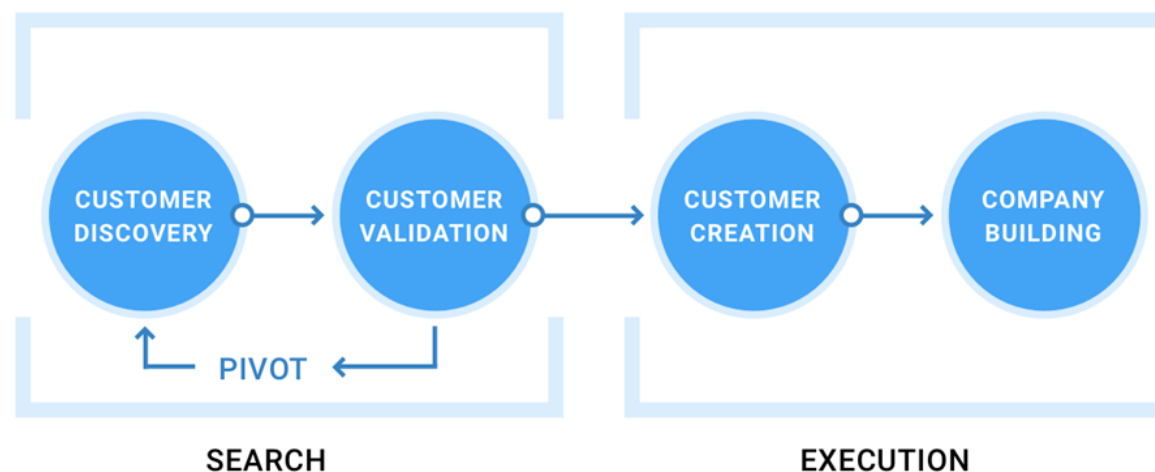 CUSTOMER
DISCOVERY
CUSTOMER
VALIDATION
CUSTOMER
CREATION
COMPANY
BUILDING
PIVOT
SEARCH
EXECUTION